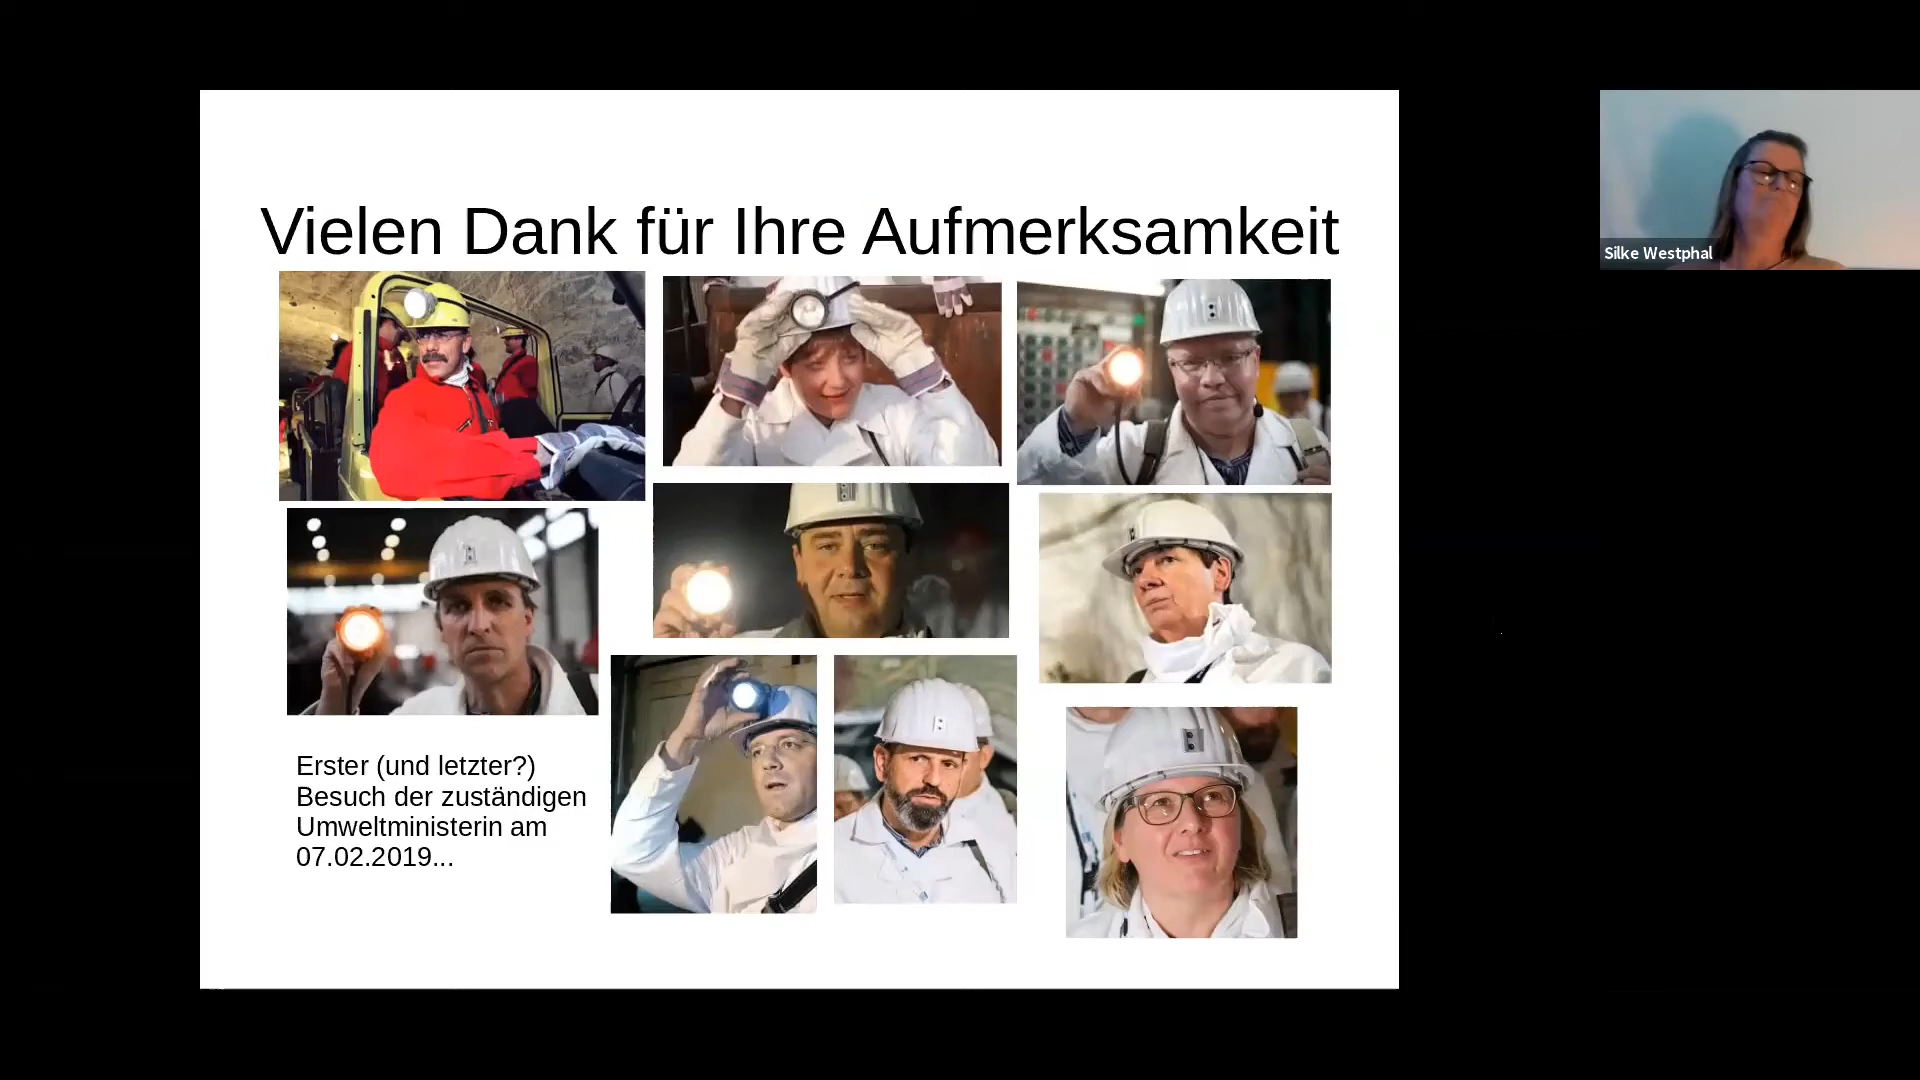 Vielen Dank für Ihre Aufmerksamkeit
Silke Westphal
Erster (und letzter?)
Besuch der zuständigen
Umweltministerin am
07.02.2019...